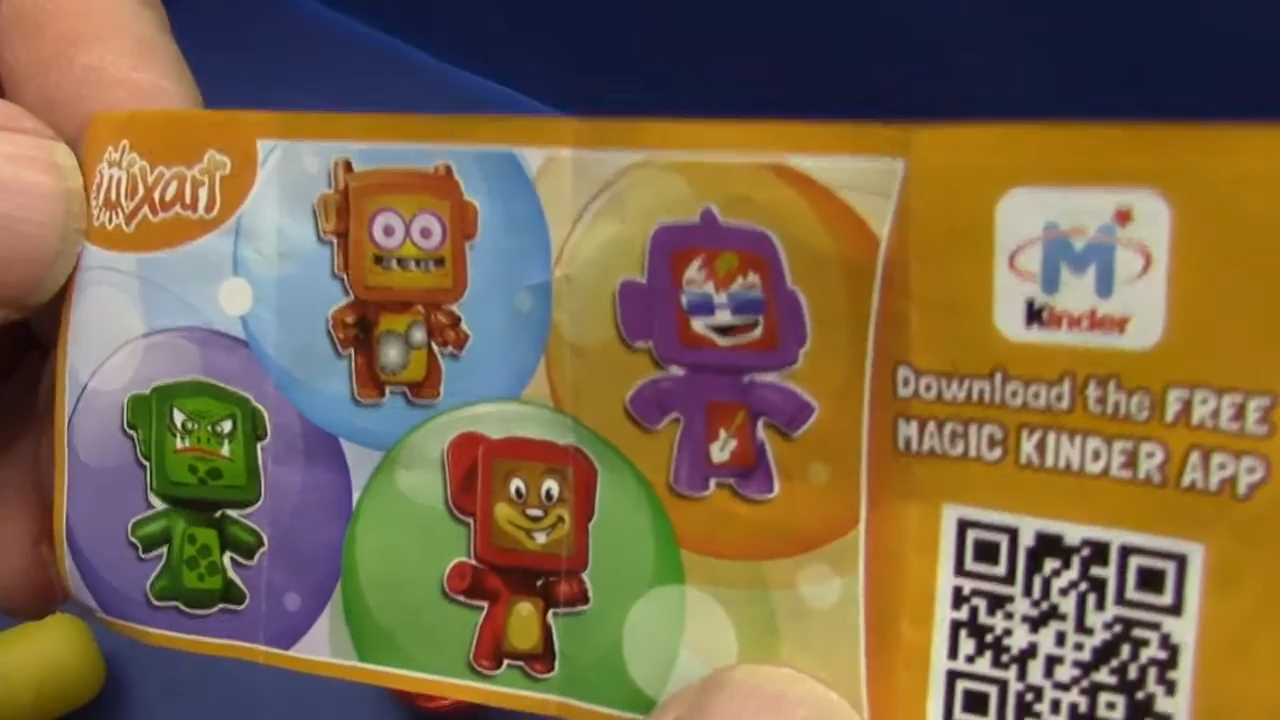 mixart
M
Kinder
Download the FREE
MAGIC KINDER APP